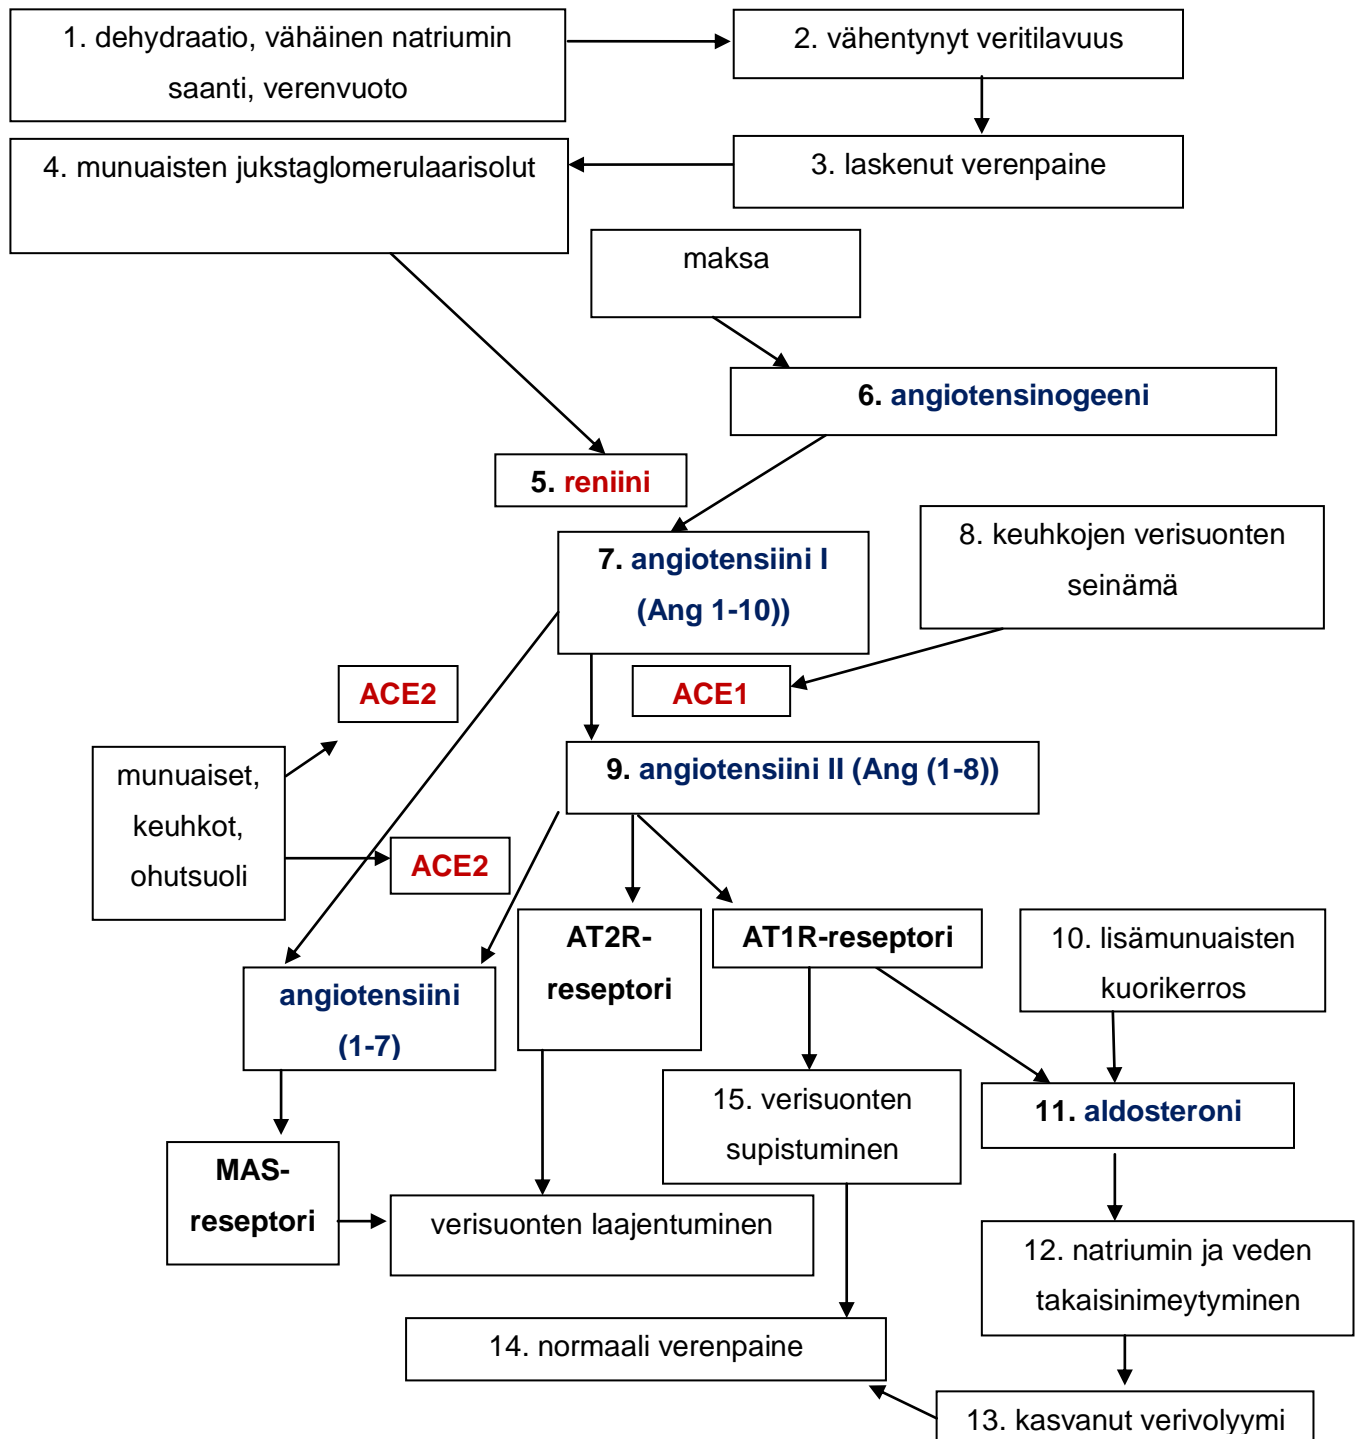 1. dehydraatio, vähäinen natriumin
saanti, verenvuoto
2. vähentynyt veritilavuus
3. laskenut verenpaine
4. munuaisten jukstaglomerulaarisolut
maksa
6. angiotensinogeeni
5. reniini
7. angiotensiini I
(Ang 1-10))
8. keuhkojen verisuonten
seinämä
ACE2
ACE1
munuaiset,
keuhkot,
ohutsuoli
9. angiotensiini II (Ang (1-8))
ACE2
AT2R-
reseptori
AT1R-reseptori
10. lisämunuaisten
kuorikerros
angiotensiini
(1-7)
15. verisuonten
supistuminen
11. aldosteroni
MAS-
reseptori
verisuonten laajentuminen
12. natriumin ja veden
takaisinimeytyminen
14. normaali verenpaine
13. kasvanut verivolyymi